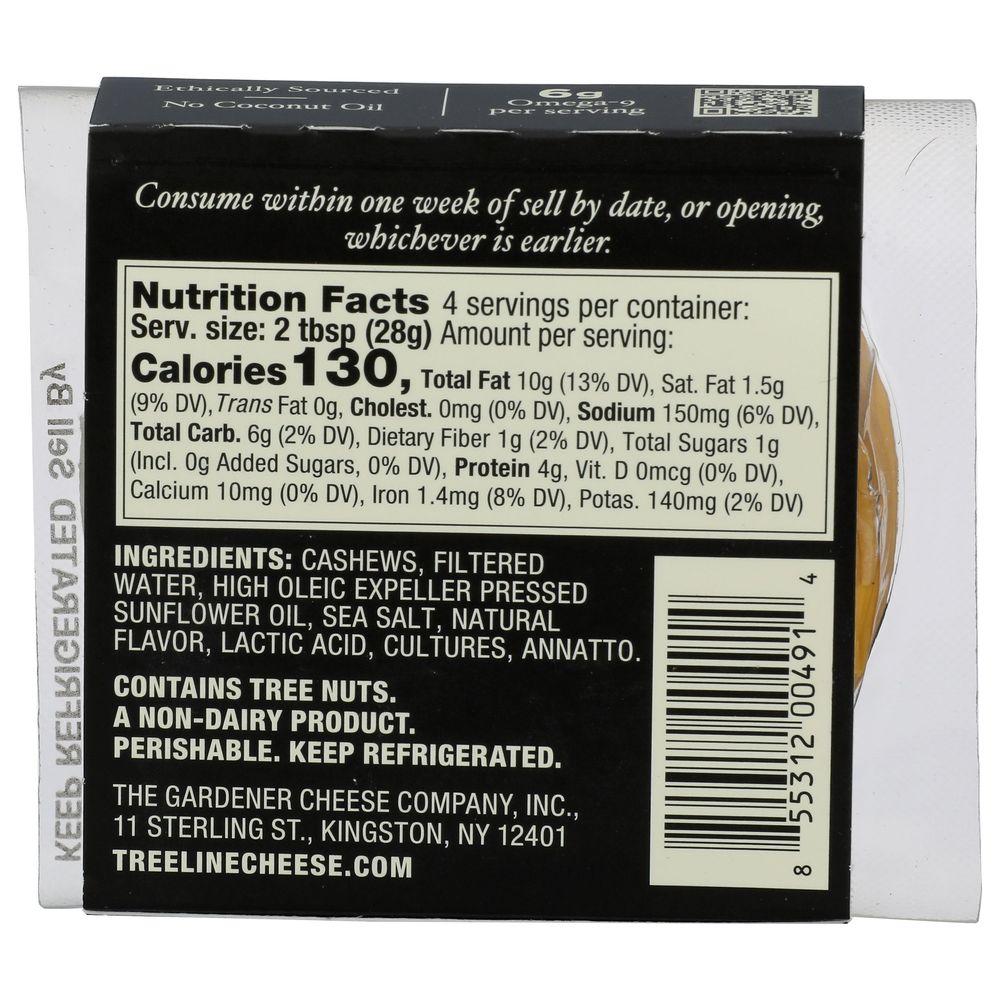 Ethically Sourced
No Coconut Oil
6g
Omega-9
per serving
Consume within one week of sell by date, or opening,
whichever is earlier.
Nutrition Facts 4 servings per container:
Serv. size: 2 tbsp (28g) Amount per serving:
Calories 130, Total Fat 10g (13% DV), Sat. Fat 1.5g
(9% DV), Trans Fat 0g, Cholest. 0mg (0% DV), Sodium 150mg (6% DV),
Total Carb. 6g (2% DV), Dietary Fiber 1g (2% DV), Total Sugars 1g
(Incl. 0g Added Sugars, 0% DV), Protein 4g, Vit. D 0mcg (0% DV),
Calcium 10mg (0% DV), Iron 1.4mg (8% DV), Potas. 140mg (2% DV)
INGREDIENTS: CASHEWS, FILTERED
WATER, HIGH OLEIC EXPELLER PRESSED
SUNFLOWER OIL, SEA SALT, NATURAL
FLAVOR, LACTIC ACID, CULTURES, ANNATTO.
CONTAINS TREE NUTS.
A NON-DAIRY PRODUCT.
PERISHABLE. KEEP REFRIGERATED.
THE GARDENER CHEESE COMPANY, INC.,
11 STERLING ST., KINGSTON, NY 12401
TREELINECHEESE.COM
8 55312 00491 4
KEEP REFRIGERATED Sell By